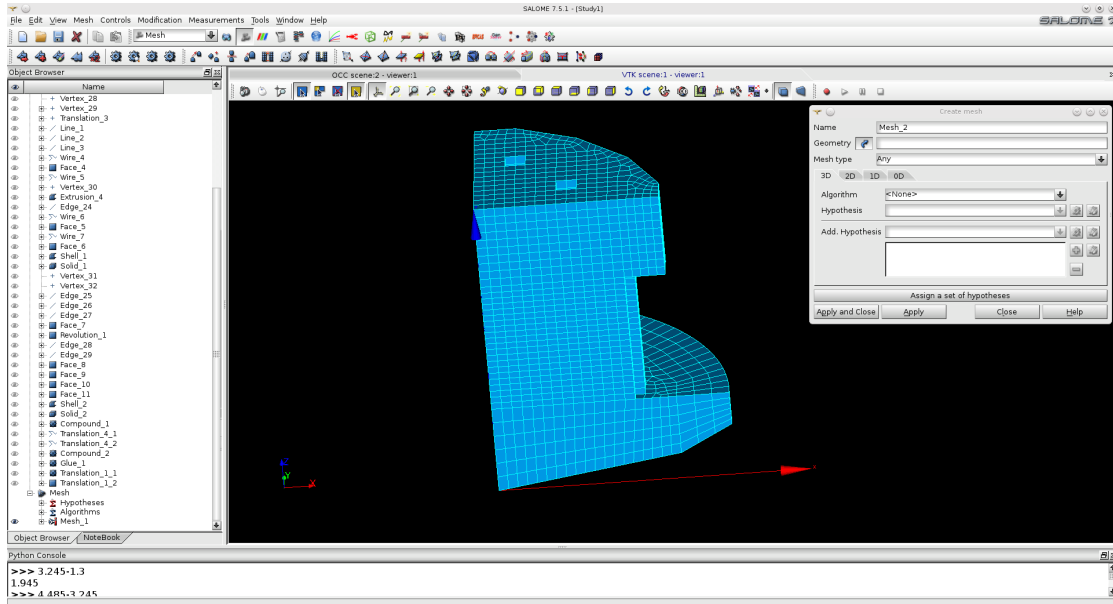 SALOME 7.5.1 - [Study1]
File Edit View Mesh Controls Modification Measurements Tools Window Help
SALOME 7
Mesh
Object Browser
OCC scene:2 - viewer:1
VTK scene:1 - viewer:1
Name
Vertex_28
Vertex_29
Translation_3
Line_1
Line_2
Line_3
Wire_4
Face_4
Wire_5
Vertex_30
Extrusion_4
Edge_24
Wire_6
Face_5
Wire_7
Face_6
Shell_1
Solid_1
Vertex_31
Vertex_32
Edge_25
Edge_26
Edge_27
Face_7
Revolution_1
Edge_28
Edge_29
Face_8
Face_9
Face_10
Face_11
Shell_2
Solid_2
Compound_1
Translation_4_1
Translation_4_2
Compound_2
Glue_1
Translation_1_1
Translation_1_2
Mesh
Hypotheses
Algorithms
Mesh_1
Object Browser
NoteBook
Create mesh
Name
Mesh_2
Geometry
Mesh type
Any
3D 2D 1D 0D
Algorithm
<None>
Hypothesis
Add. Hypothesis
Assign a set of hypotheses
Apply and Close
Apply
Close
Help
Z
Y
X
Python Console
>>> 3.245-1.3
1.945
>>> 4.485-3.245